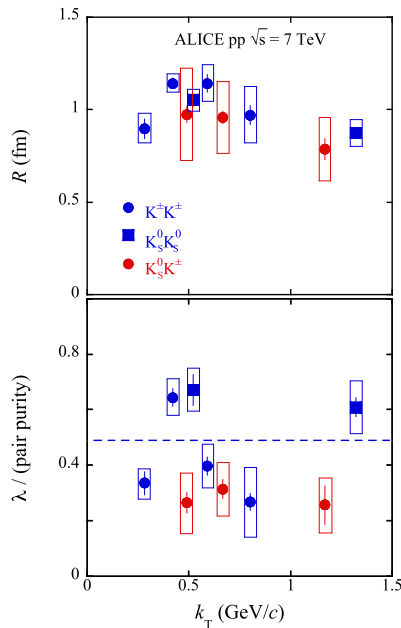 ALICE pp √s = 7 TeV
1.5
1
0.5
0
R (fm)
K±K±
K⁰ₛK⁰ₛ
K⁰ₛK±
0.8
0.4
0
λ / (pair purity)
0 0.5 1 1.5
k_T (GeV/c)